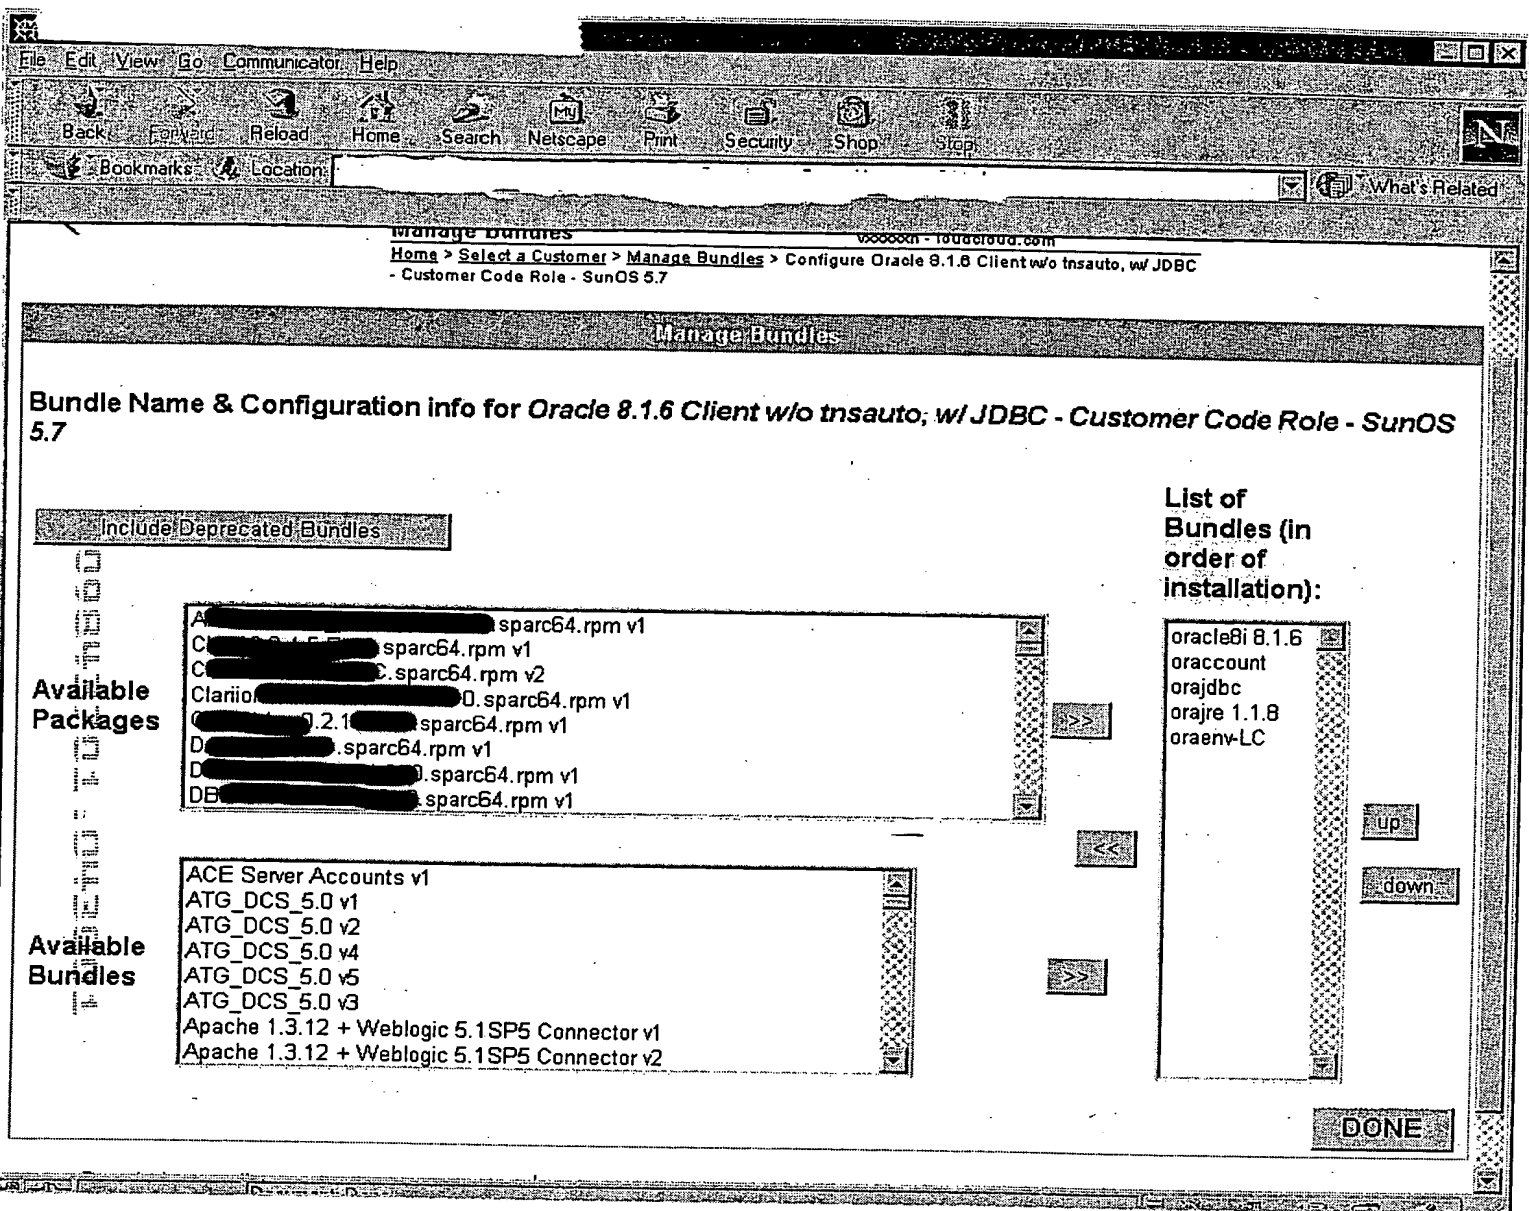 File Edit View Go Communicator Help
Back Forward Reload Home Search Netscape Print Security Shop Stop
N
Bookmarks Location: What's Related
Manage Bundles loudcloud.com
Home > Select a Customer > Manage Bundles > Configure Oracle 8.1.6 Client w/o tnsauto, w/ JDBC
- Customer Code Role - SunOS 5.7
Manage Bundles
Bundle Name & Configuration info for Oracle 8.1.6 Client w/o tnsauto, w/ JDBC - Customer Code Role - SunOS
5.7
Include Deprecated Bundles
List of
Bundles (in
order of
installation):
Available
Packages
A sparc64.rpm v1
C sparc64.rpm v1
C .sparc64.rpm v2
Clariio 0.sparc64.rpm v1
.2.1 .sparc64.rpm v1
D .sparc64.rpm v1
D .sparc64.rpm v1
DB .sparc64.rpm v1
>>
<<
oracle8i 8.1.6
oraccount
orajdbc
orajre 1.1.8
oraenv-LC
up
down
Available
Bundles
ACE Server Accounts v1
ATG_DCS_5.0 v1
ATG_DCS_5.0 v2
ATG_DCS_5.0 v4
ATG_DCS_5.0 v5
ATG_DCS_5.0 v3
Apache 1.3.12 + Weblogic 5.1SP5 Connector v1
Apache 1.3.12 + Weblogic 5.1SP5 Connector v2
>>
DONE